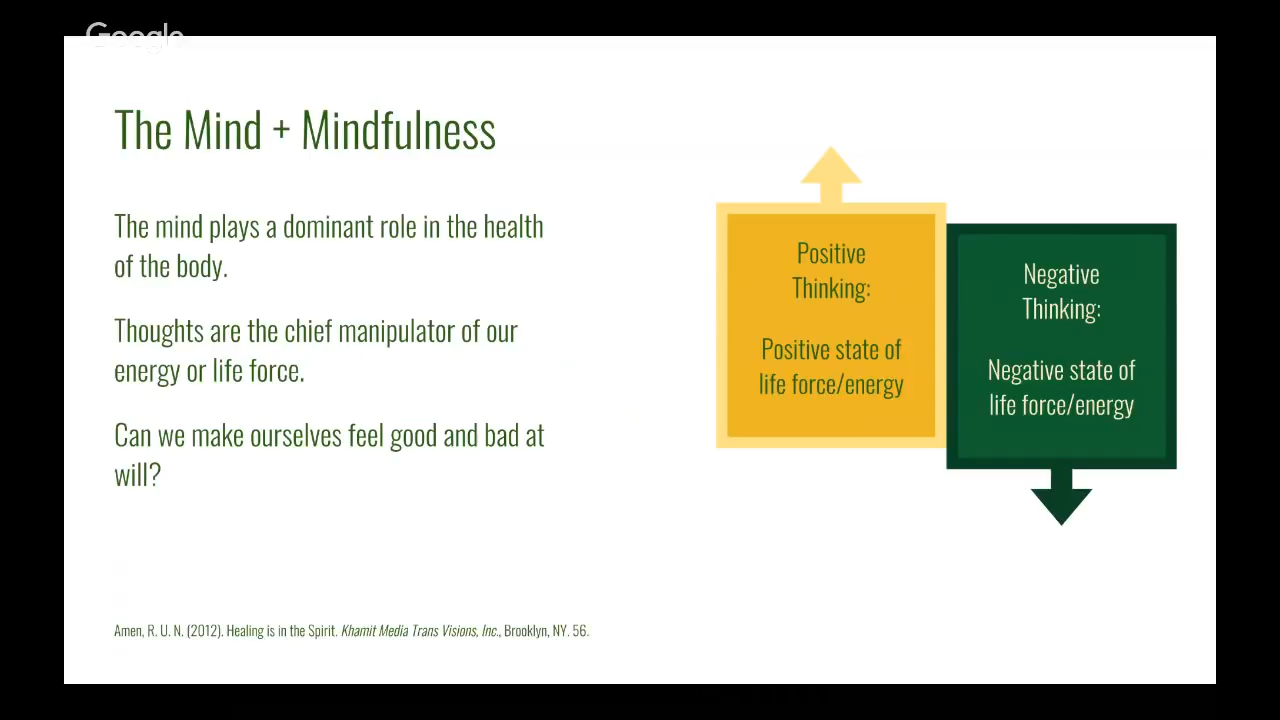 Google
The Mind + Mindfulness
The mind plays a dominant role in the health
of the body.
Thoughts are the chief manipulator of our
energy or life force.
Can we make ourselves feel good and bad at
will?
Positive
Thinking:
Positive state of
life force/energy
Negative
Thinking:
Negative state of
life force/energy
Amen, R. U. N. (2012). Healing is in the Spirit. Khamit Media Trans Visions, Inc., Brooklyn, NY. 56.